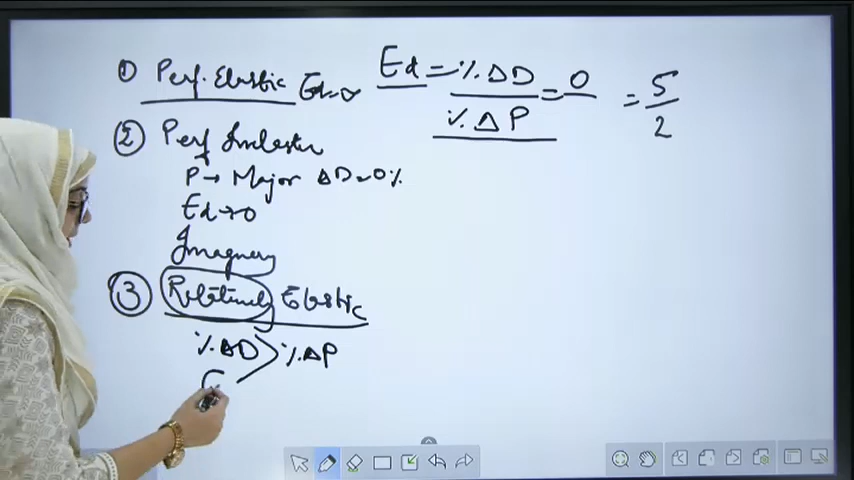 ① Perf. Elastic Ed=∞
Ed = %ΔD / %ΔP = 0 = 5/2
② Perf Inelastic
P → Major ΔD=0%
Ed → 0
Imaginary
③ Relatively Elastic
%ΔD > %ΔP